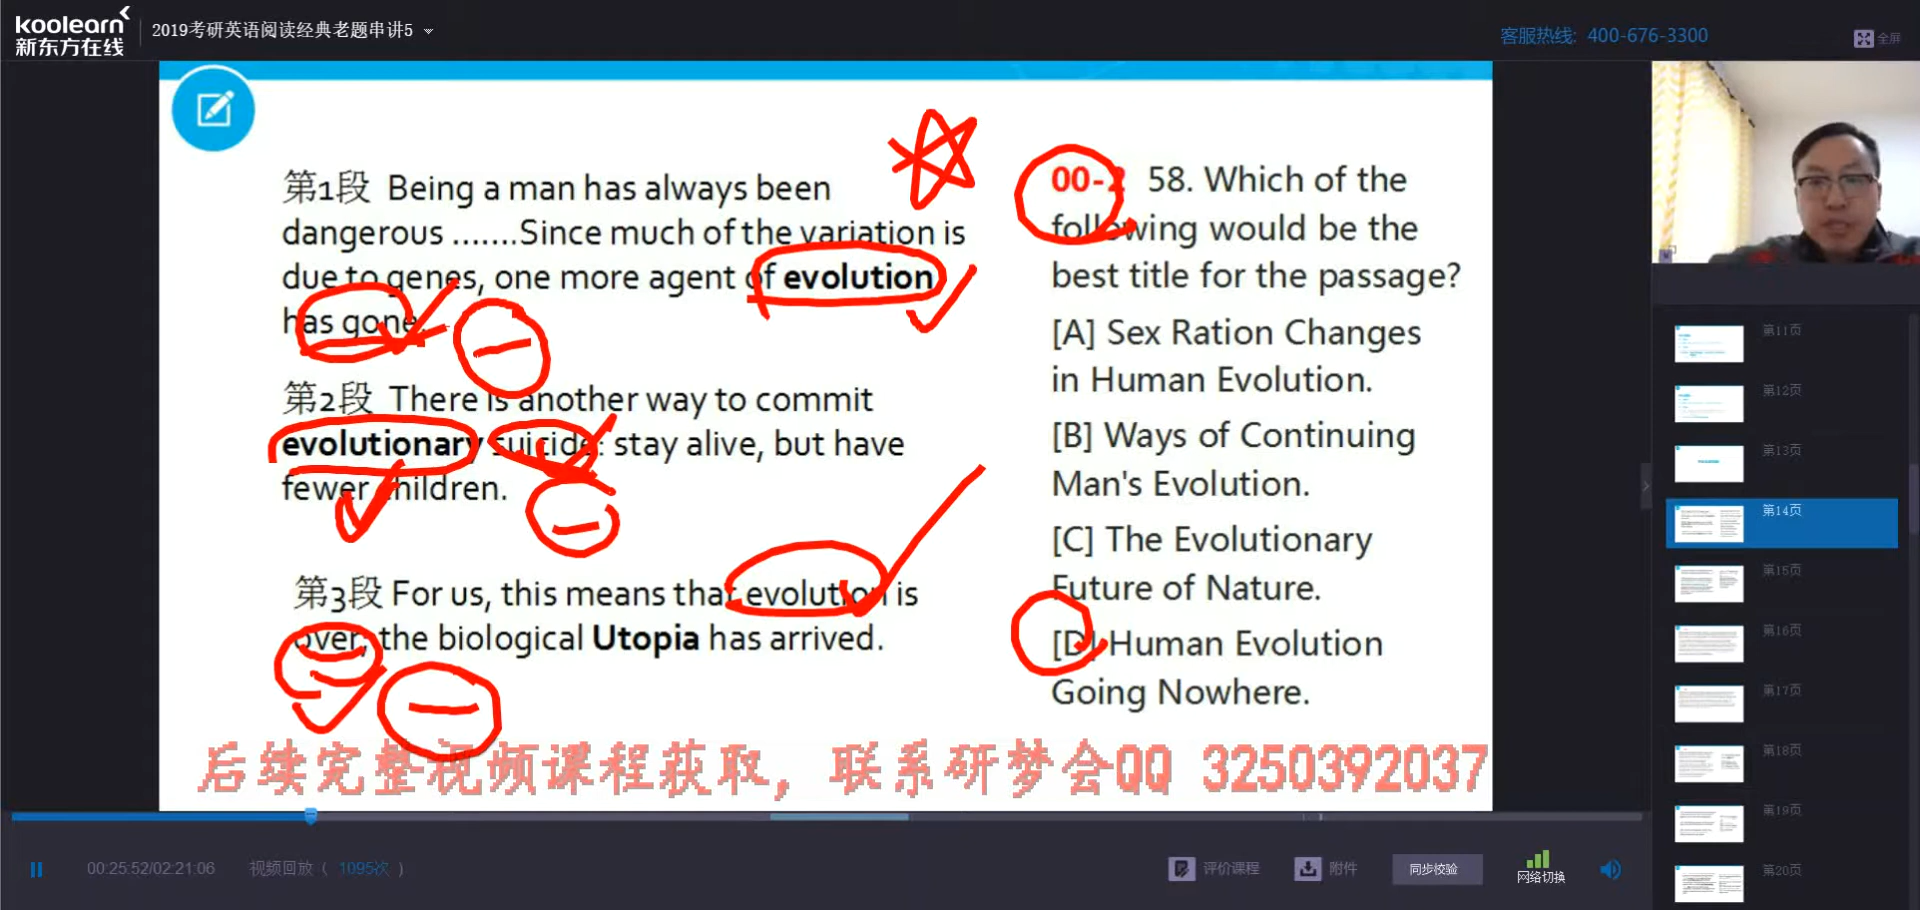 koolearn
新东方在线
2019考研英语阅读经典老题串讲5
客服热线: 400-676-3300
全屏
第1段 Being a man has always been
dangerous .......Since much of the variation is
due to genes, one more agent of evolution
has gone.
第2段 There is another way to commit
evolutionary suicide: stay alive, but have
fewer children.
第3段 For us, this means that evolution is
over, the biological Utopia has arrived.
00-2 58. Which of the
following would be the
best title for the passage?
[A] Sex Ration Changes
in Human Evolution.
[B] Ways of Continuing
Man's Evolution.
[C] The Evolutionary
Future of Nature.
[D] Human Evolution
Going Nowhere.
后续完整视频课程获取，联系研梦会QQ 3250392037
第11页
第12页
第13页
第14页
第15页
第16页
第17页
第18页
第19页
第20页
00:25:52/02:21:06
视频回放（ 1095次 ）
评价课程
附件
同步校验
网络切换